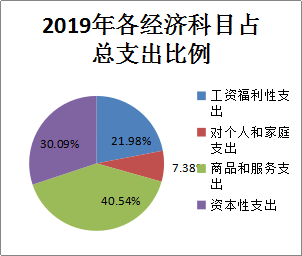 2019年各经济科目占
总支出比例
21.98%
7.38%
40.54%
30.09%
工资福利性支
出
对个人和家庭
支出
商品和服务支
出
资本性支出